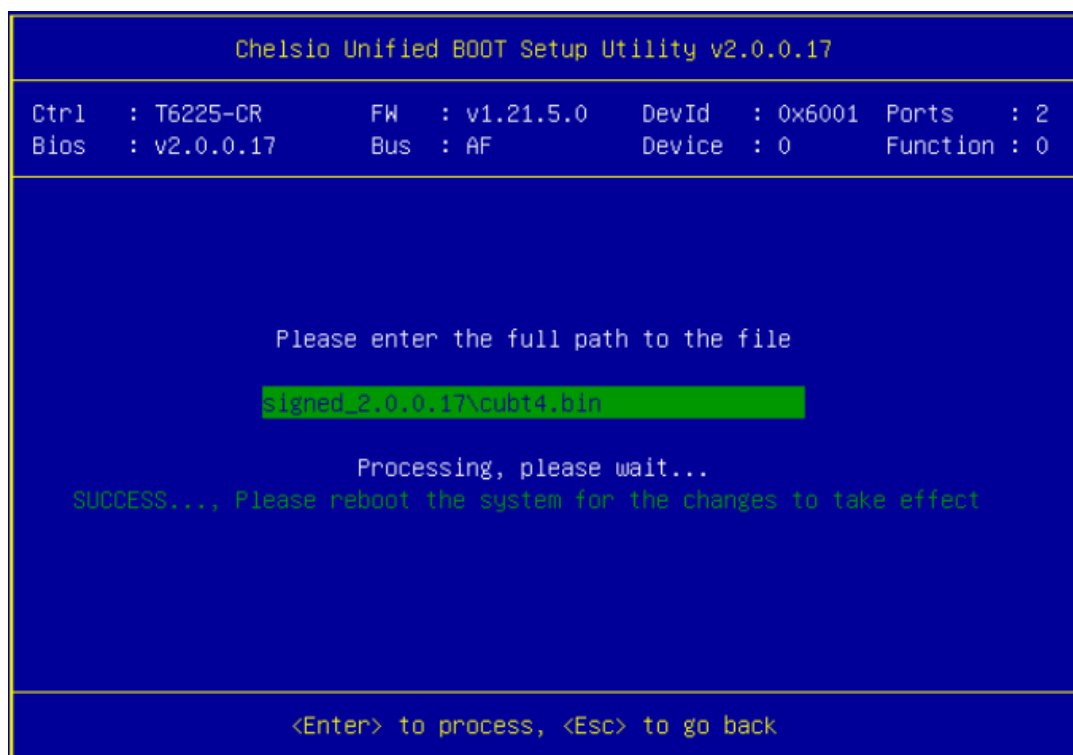 Chelsio Unified BOOT Setup Utility v2.0.0.17
Ctrl : T6225-CR FW : v1.21.5.0 DevId : 0x6001 Ports : 2
Bios : v2.0.0.17 Bus : AF Device : 0 Function : 0
Please enter the full path to the file
signed_2.0.0.17\cubt4.bin
Processing, please wait...
SUCCESS..., Please reboot the system for the changes to take effect
<Enter> to process, <Esc> to go back